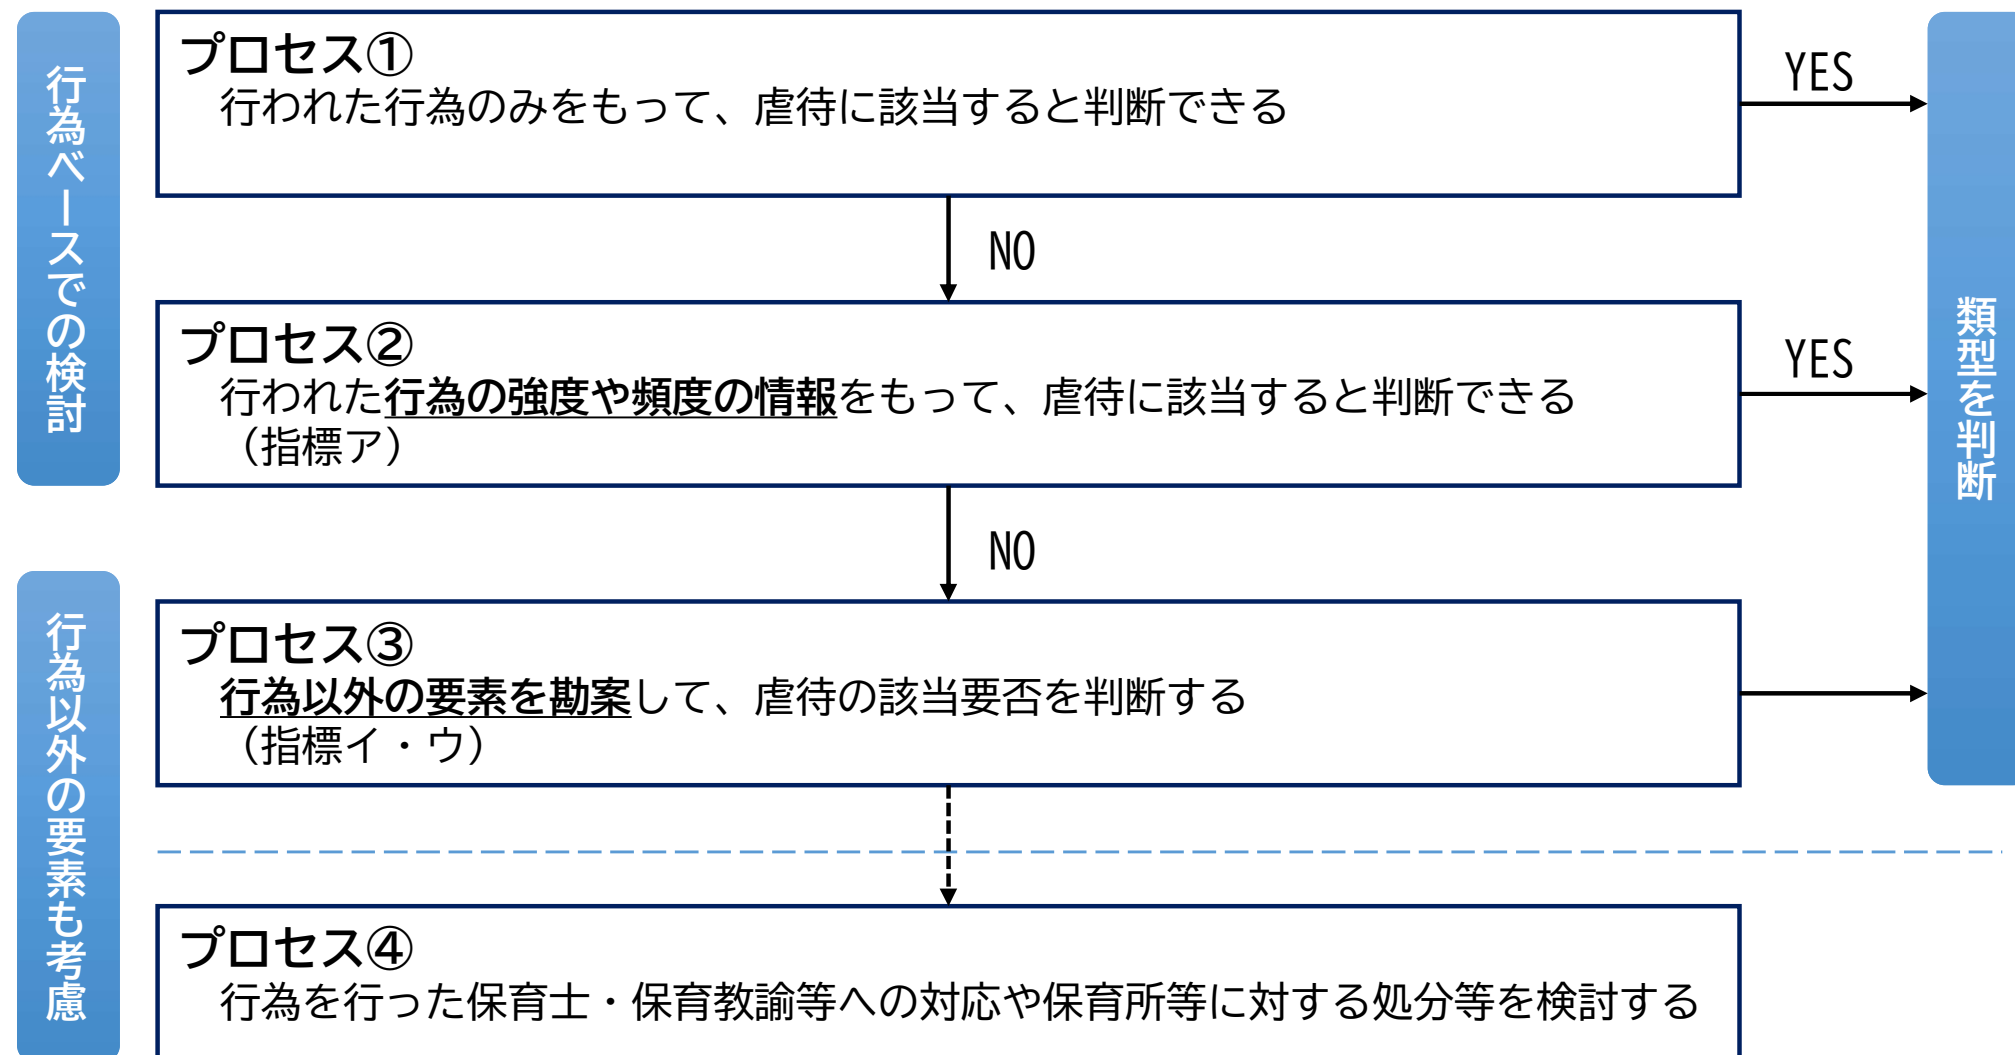 行為ベースでの検討
プロセス①
行われた行為のみをもって、虐待に該当すると判断できる
YES
NO
プロセス②
行われた行為の強度や頻度の情報をもって、虐待に該当すると判断できる
（指標ア）
YES
類型を判断
NO
行為以外の要素も考慮
プロセス③
行為以外の要素を勘案して、虐待の該当要否を判断する
（指標イ・ウ）
プロセス④
行為を行った保育士・保育教諭等への対応や保育所等に対する処分等を検討する